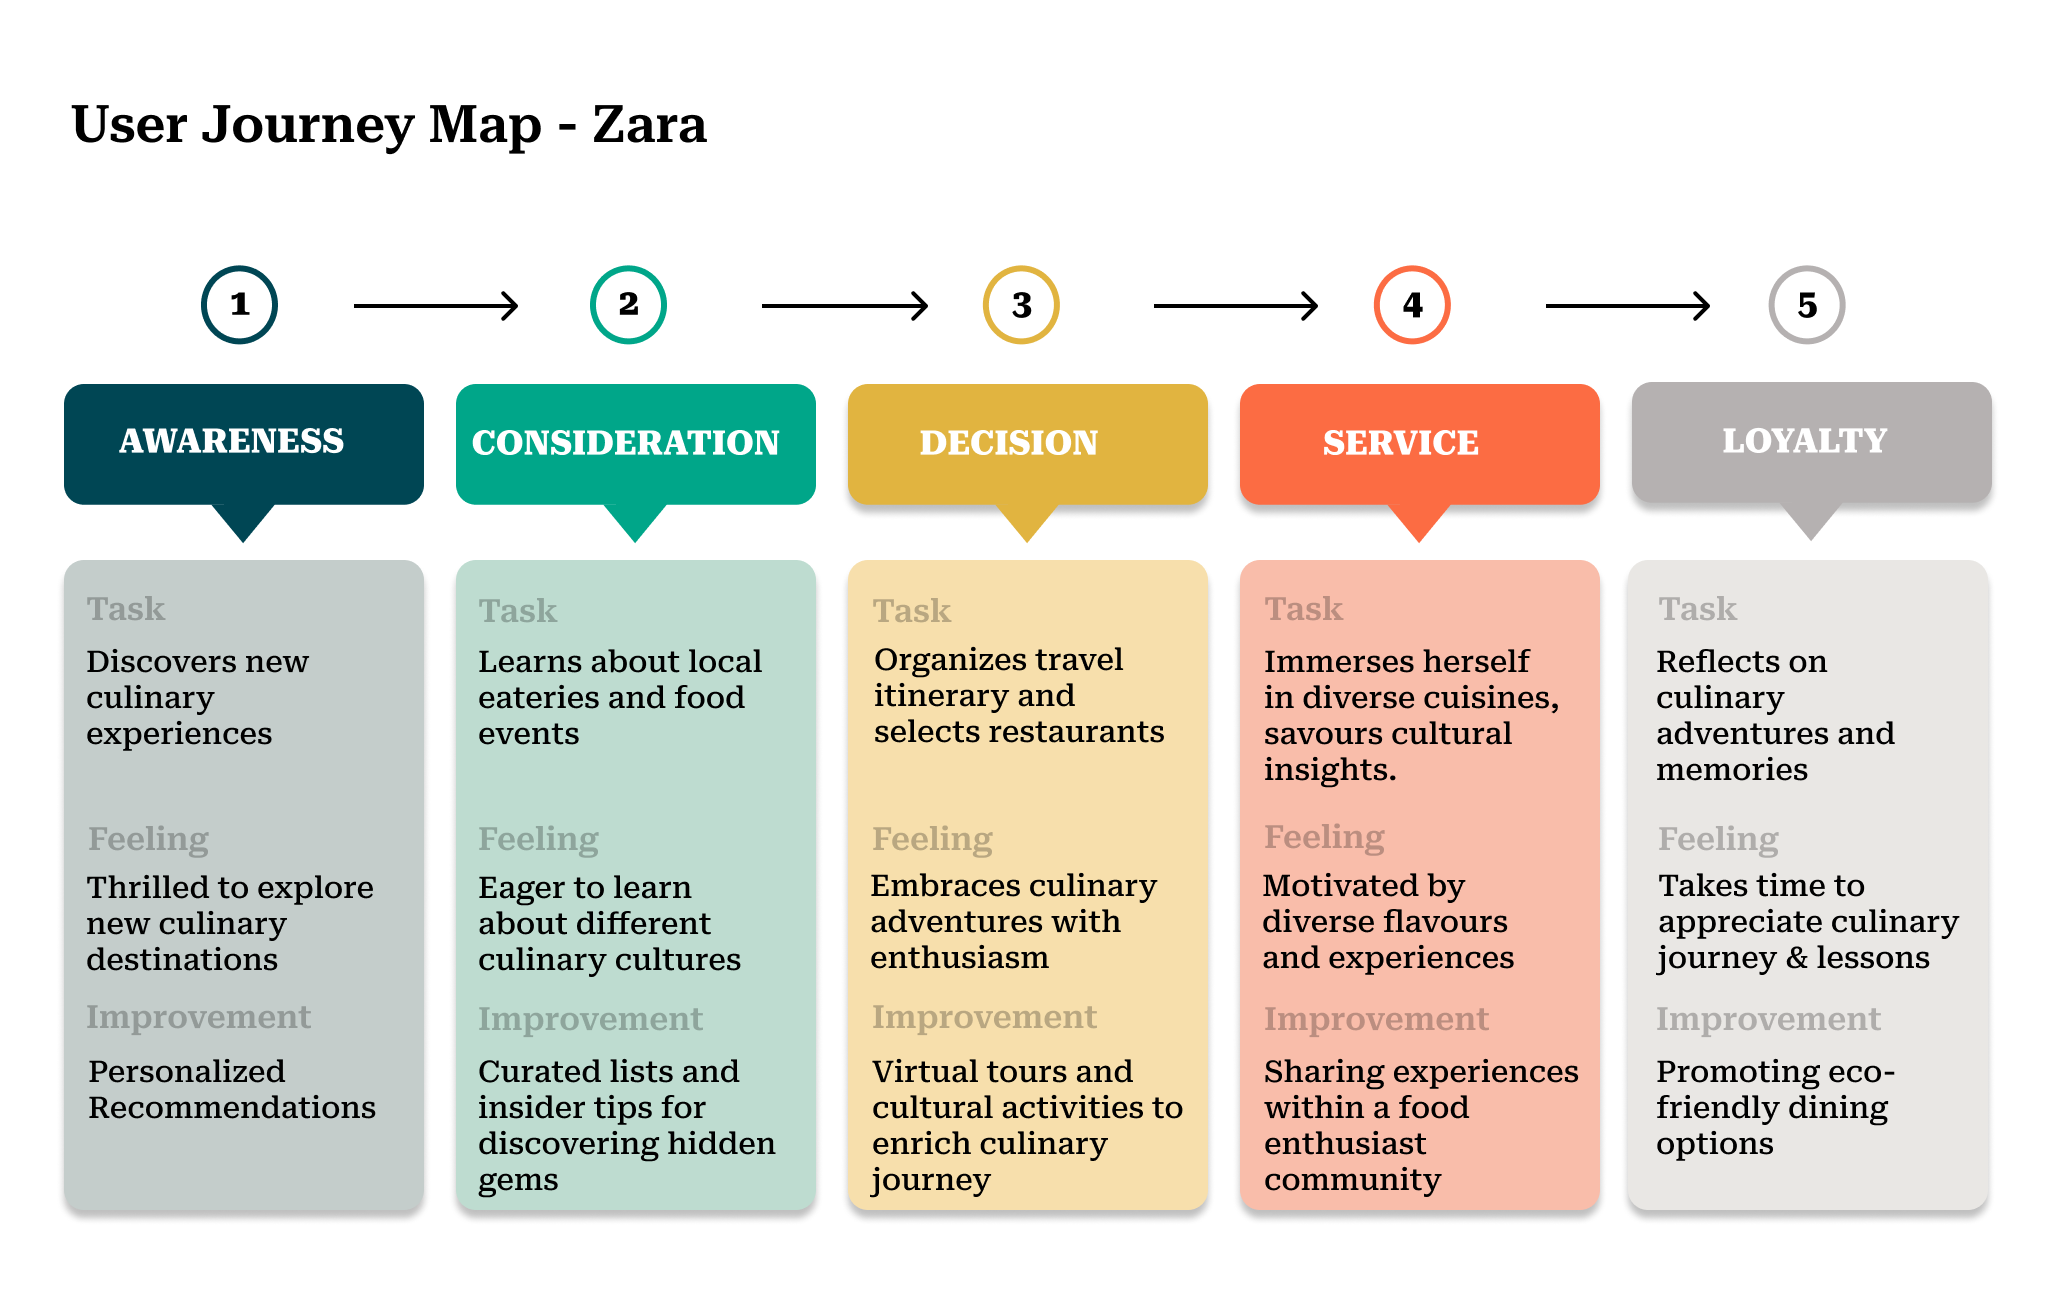 User Journey Map - Zara
1
2
3
4
5
AWARENESS
CONSIDERATION
DECISION
SERVICE
LOYALTY
Task
Discovers new
culinary
experiences
Feeling
Thrilled to explore
new culinary
destinations
Improvement
Personalized
Recommendations
Task
Learns about local
eateries and food
events
Feeling
Eager to learn
about different
culinary cultures
Improvement
Curated lists and
insider tips for
discovering hidden
gems
Task
Organizes travel
itinerary and
selects restaurants
Feeling
Embraces culinary
adventures with
enthusiasm
Improvement
Virtual tours and
cultural activities to
enrich culinary
journey
Task
Immerses herself
in diverse cuisines,
savours cultural
insights.
Feeling
Motivated by
diverse flavours
and experiences
Improvement
Sharing experiences
within a food
enthusiast
community
Task
Reflects on
culinary
adventures and
memories
Feeling
Takes time to
appreciate culinary
journey & lessons
Improvement
Promoting eco-
friendly dining
options